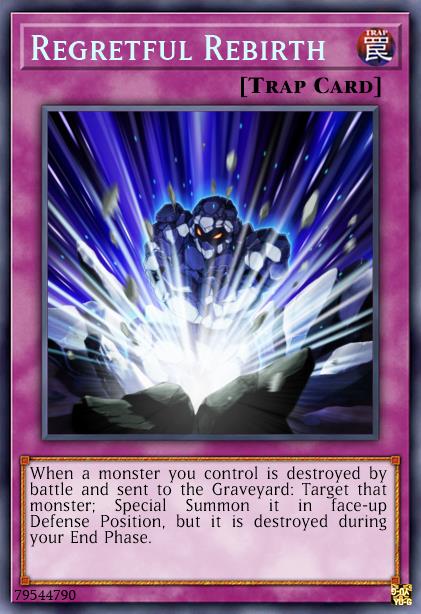 Regretful Rebirth
TRAP
罠
[Trap Card]
When a monster you control is destroyed by
battle and sent to the Graveyard: Target that
monster; Special Summon it in face-up
Defense Position, but it is destroyed during
your End Phase.
79544790